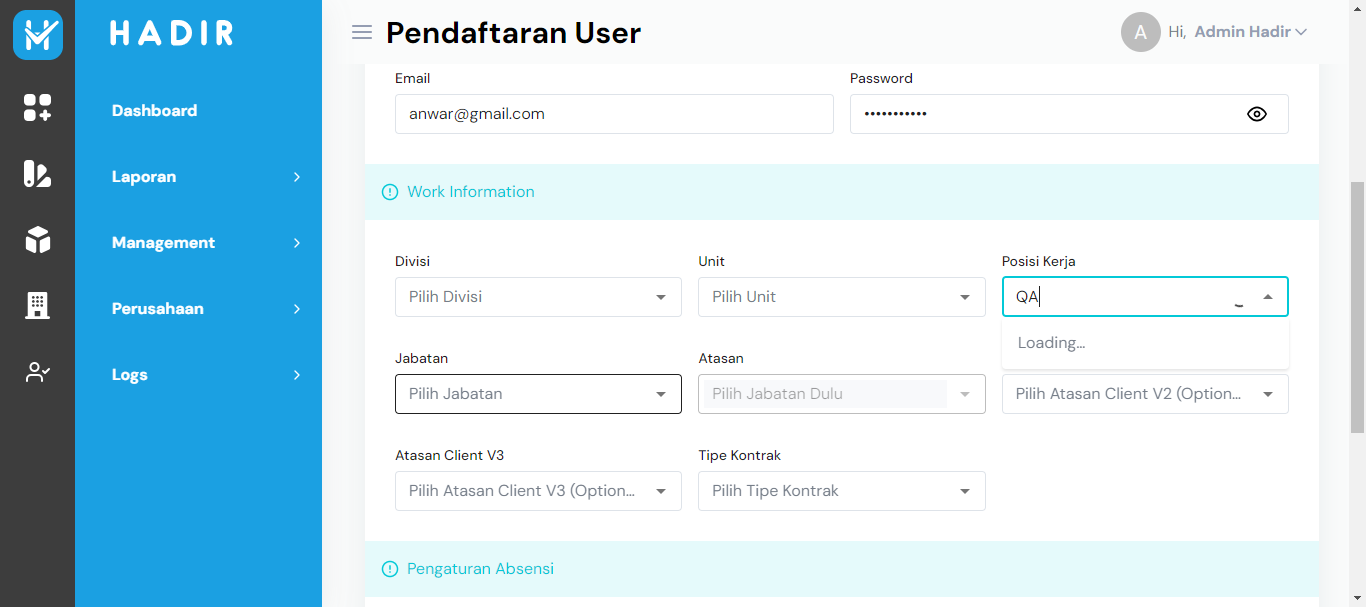 HADIR
Pendaftaran User
A
Hi, Admin Hadir
Dashboard
Laporan
Management
Perusahaan
Logs
Email
Password
anwar@gmail.com
•••••••••••
Work Information
Divisi
Unit
Posisi Kerja
Pilih Divisi
Pilih Unit
QA
Loading...
Jabatan
Atasan
Pilih Jabatan
Pilih Jabatan Dulu
Pilih Atasan Client V2 (Option...
Atasan Client V3
Tipe Kontrak
Pilih Atasan Client V3 (Option...
Pilih Tipe Kontrak
Pengaturan Absensi